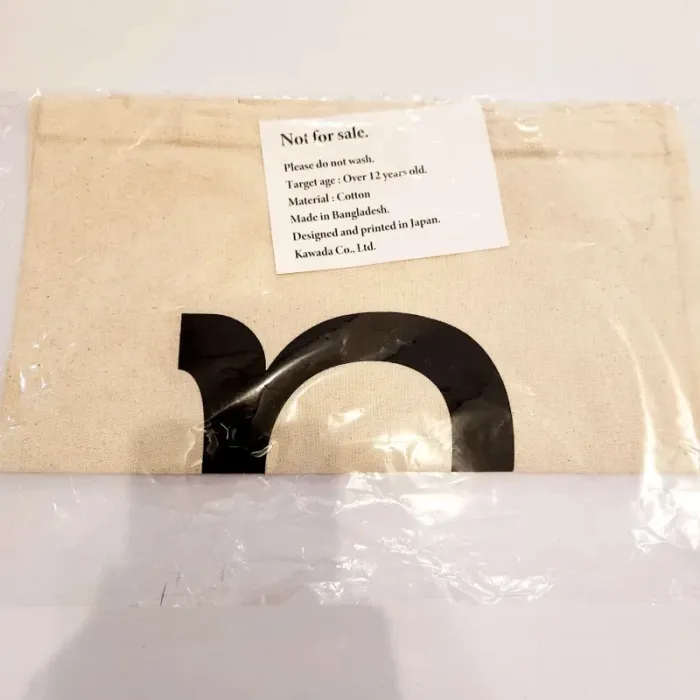 Not for sale.
Please do not wash.
Target age : Over 12 years old.
Material : Cotton
Made in Bangladesh.
Designed and printed in Japan.
Kawada Co., Ltd.
n